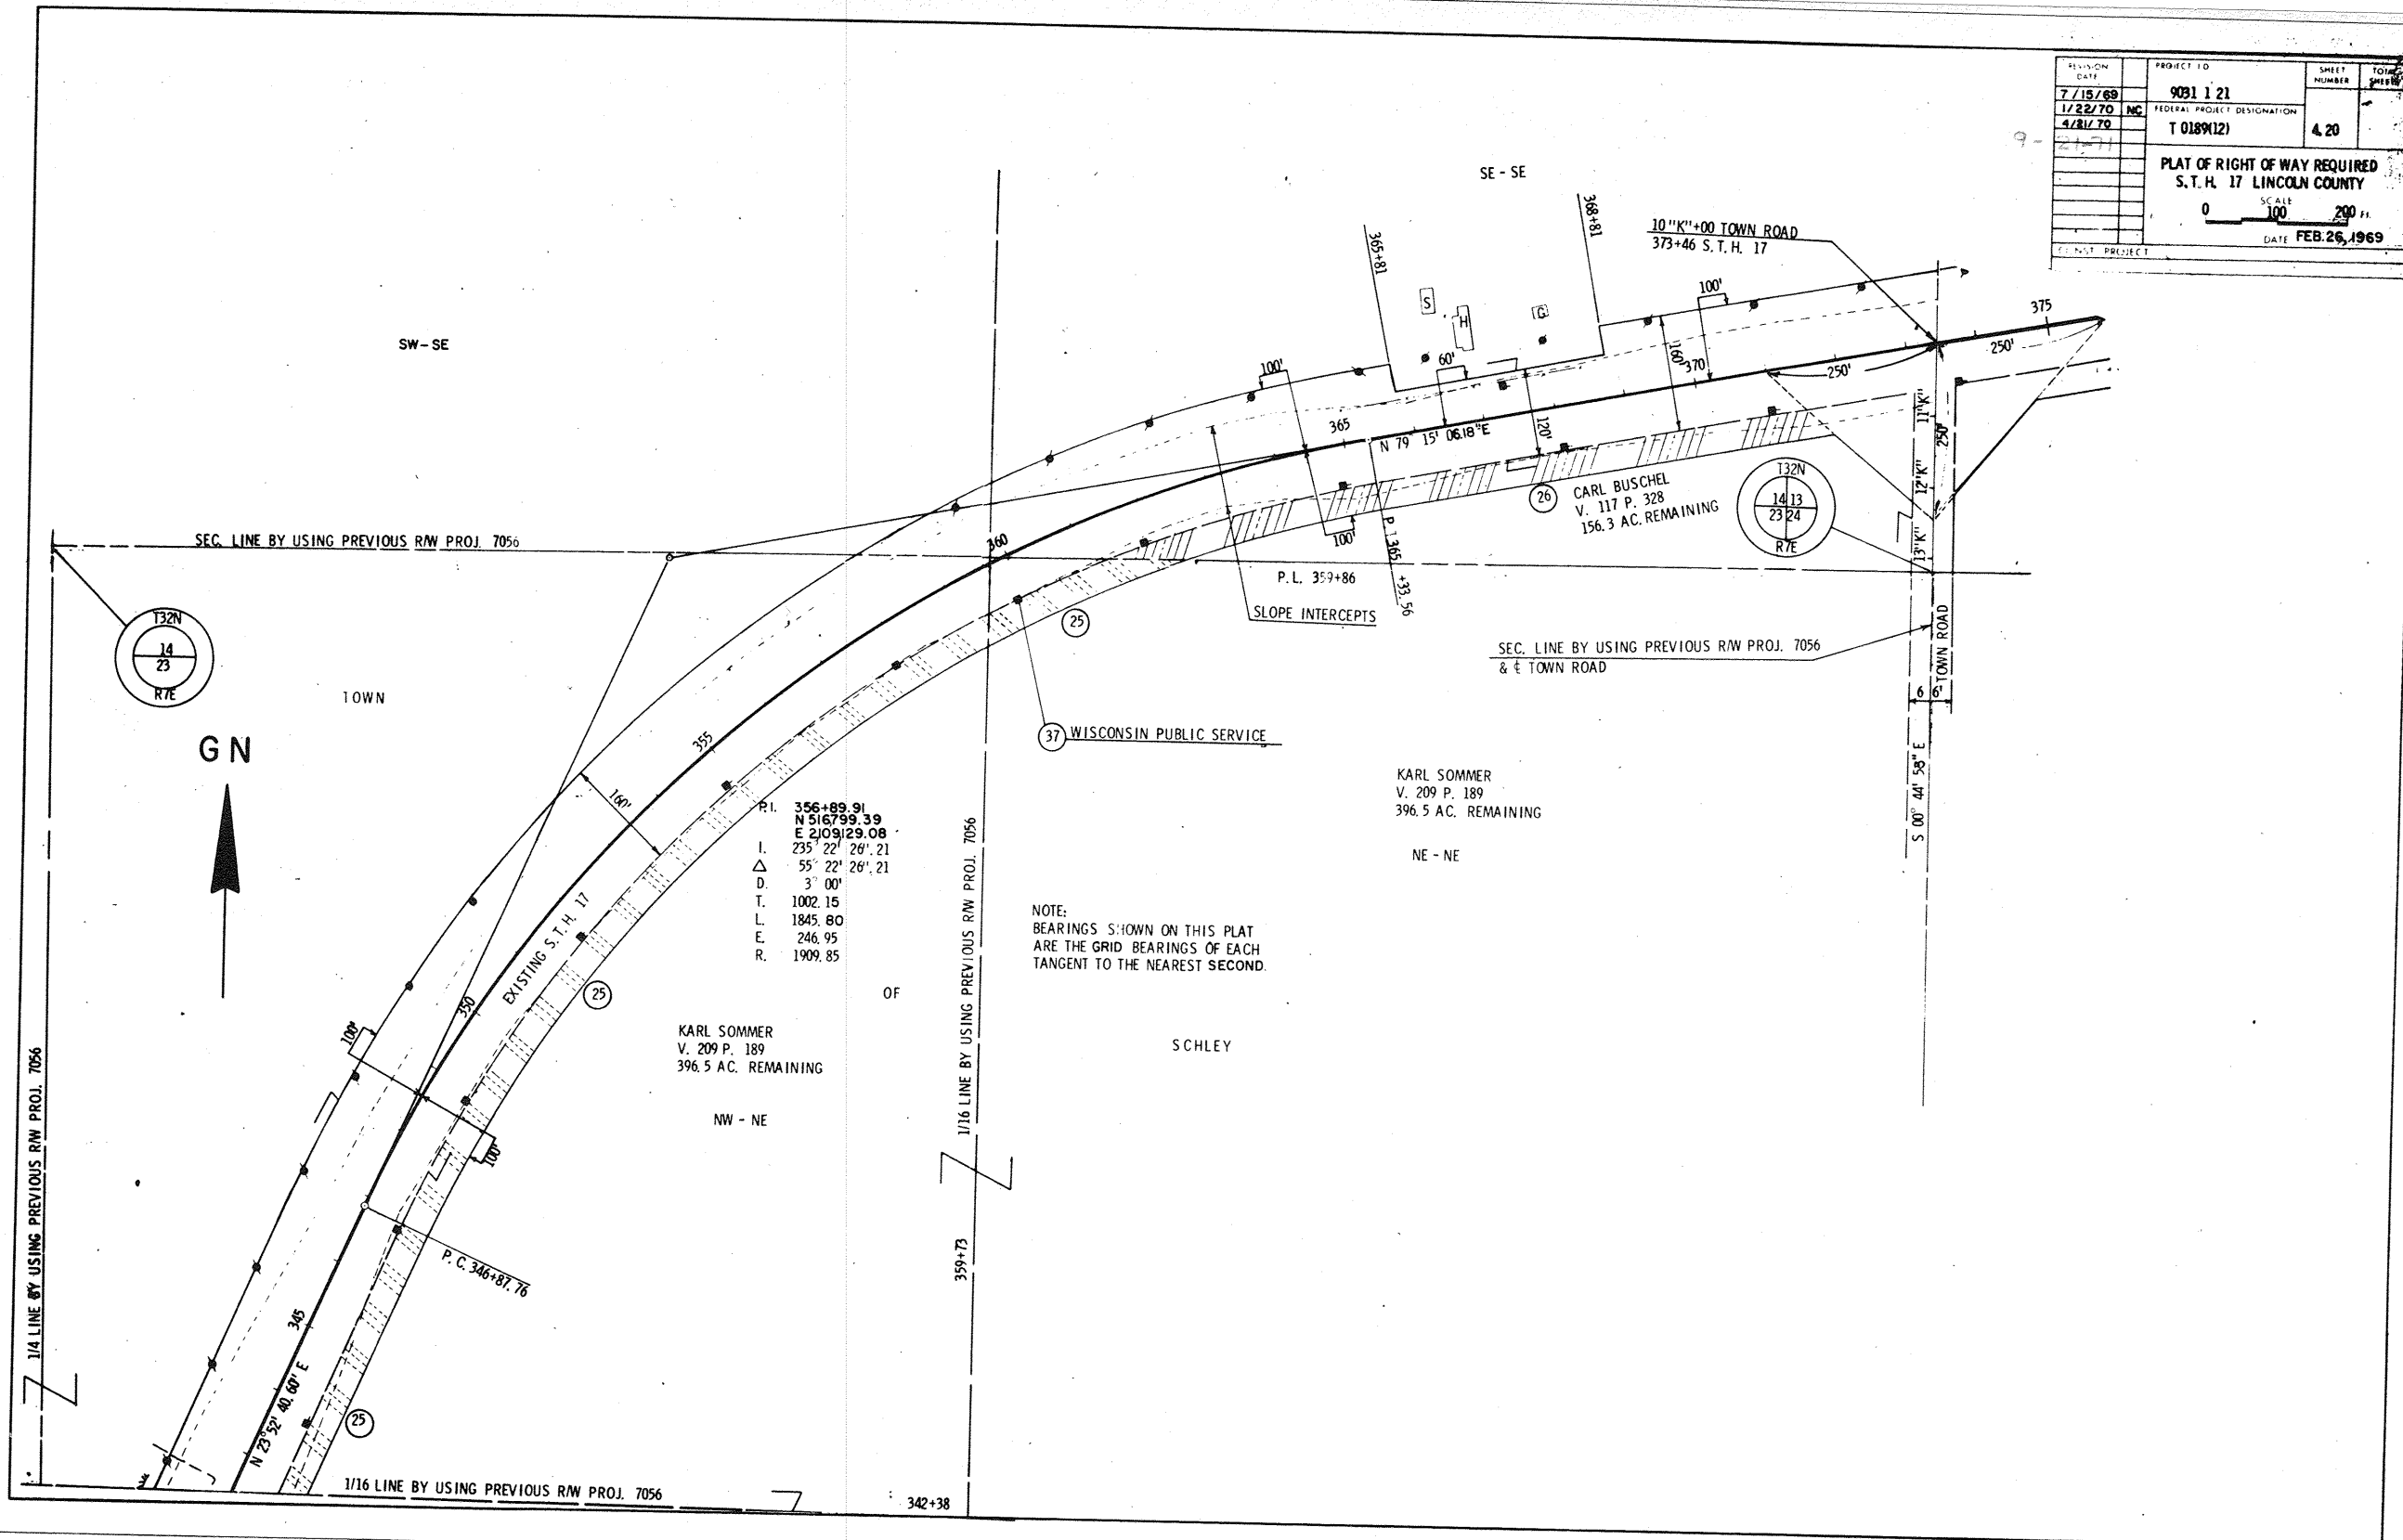 REVISION DATE
7/15/69
1/22/70 NC
4/21/70
9-21-71
PROJECT I D
9031 1 21
FEDERAL PROJECT DESIGNATION
T 0189(12)
SHEET NUMBER
4.20
TOTAL SHEETS
PLAT OF RIGHT OF WAY REQUIRED
S.T.H. 17 LINCOLN COUNTY
SCALE
0 100 200 FT.
DATE FEB. 26, 1969
CONST. PROJECT
SE - SE
SW-SE
365+81
368+81
10 "K"+00 TOWN ROAD
373+46 S.T.H. 17
S
H
G
100'
60'
100'
160'
120'
370
375
250'
250'
250'
11"K"
12"K"
13"K"
365
N 79° 15' 06.18"E
100'
P.I. 365 +33.56
26
CARL BUSCHEL
V. 117 P. 328
156.3 AC. REMAINING
T32N
14 13
23 24
R7E
SEC. LINE BY USING PREVIOUS R/W PROJ. 7056
360
P.L. 359+86
SLOPE INTERCEPTS
25
T32N
14
23
R7E
TOWN
SEC. LINE BY USING PREVIOUS R/W PROJ. 7056
& ℄ TOWN ROAD
TOWN ROAD
6 6'
S 00° 44' 58" E
GN
355
37 WISCONSIN PUBLIC SERVICE
160'
P.I. 356+89.91
N 516799.39
E 2109129.08
I. 235° 22' 26".21
Δ 55° 22' 26".21
D. 3° 00'
T. 1002.15
L. 1845.80
E. 246.95
R. 1909.85
KARL SOMMER
V. 209 P. 189
396.5 AC. REMAINING
NE - NE
NOTE:
BEARINGS SHOWN ON THIS PLAT
ARE THE GRID BEARINGS OF EACH
TANGENT TO THE NEAREST SECOND.
EXISTING S.T.H. 17
350
25
OF
SCHLEY
100'
100'
KARL SOMMER
V. 209 P. 189
396.5 AC. REMAINING
NW - NE
1/16 LINE BY USING PREVIOUS R/W PROJ. 7056
359+73
1/4 LINE BY USING PREVIOUS R/W PROJ. 7056
P.C. 346+87.76
345
N 23° 52' 40.60" E
25
1/16 LINE BY USING PREVIOUS R/W PROJ. 7056
342+38